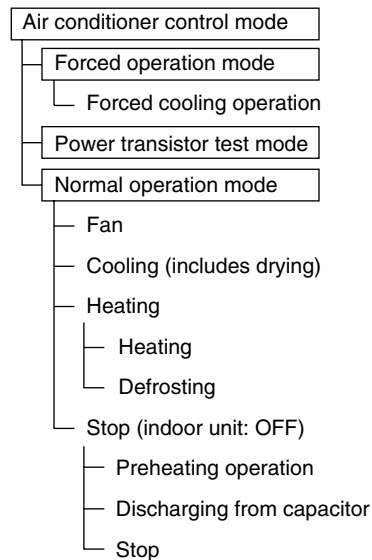 Air conditioner control mode
Forced operation mode
Forced cooling operation
Power transistor test mode
Normal operation mode
Fan
Cooling (includes drying)
Heating
Heating
Defrosting
Stop (indoor unit: OFF)
Preheating operation
Discharging from capacitor
Stop